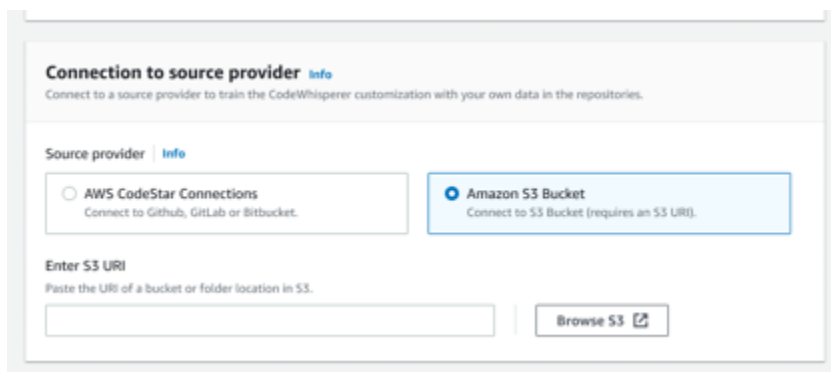 Connection to source provider Info
Connect to a source provider to train the CodeWhisperer customization with your own data in the repositories.
Source provider Info
AWS CodeStar Connections
Connect to Github, GitLab or Bitbucket.
Amazon S3 Bucket
Connect to S3 Bucket (requires an S3 URI).
Enter S3 URI
Paste the URI of a bucket or folder location in S3.
Browse S3